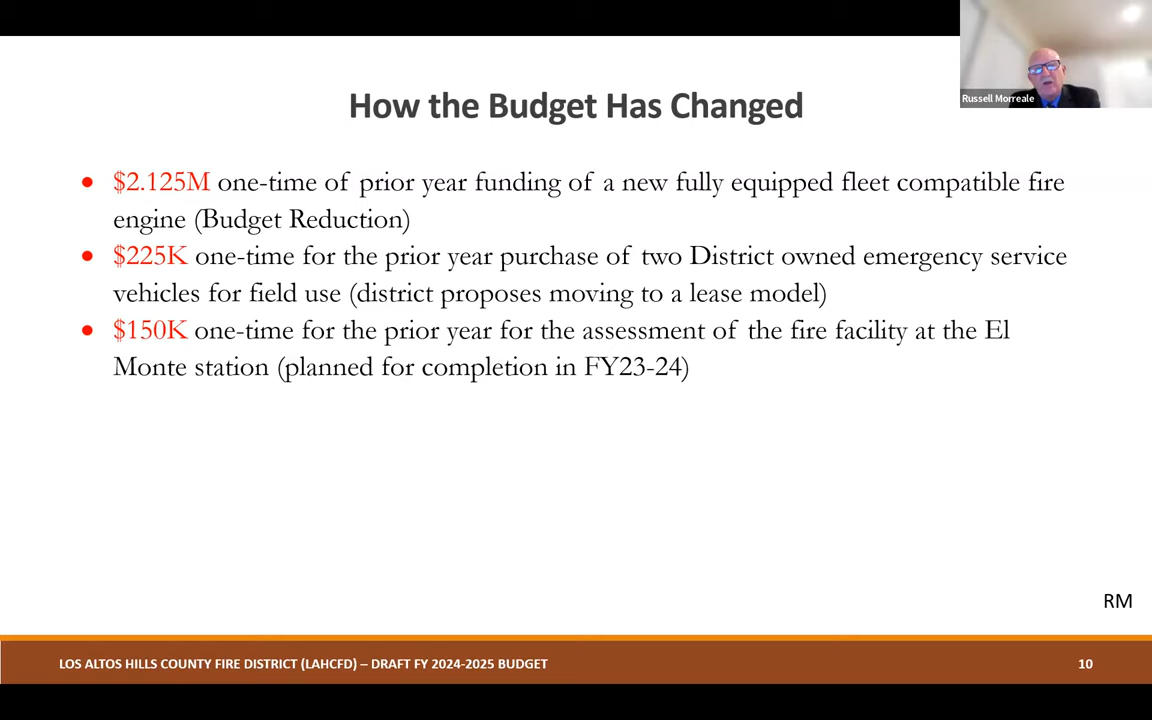 Russell Morreale
How the Budget Has Changed
• $2.125M one-time of prior year funding of a new fully equipped fleet compatible fire
engine (Budget Reduction)
• $225K one-time for the prior year purchase of two District owned emergency service
vehicles for field use (district proposes moving to a lease model)
• $150K one-time for the prior year for the assessment of the fire facility at the El
Monte station (planned for completion in FY23-24)
RM
LOS ALTOS HILLS COUNTY FIRE DISTRICT (LAHCFD) – DRAFT FY 2024-2025 BUDGET
10